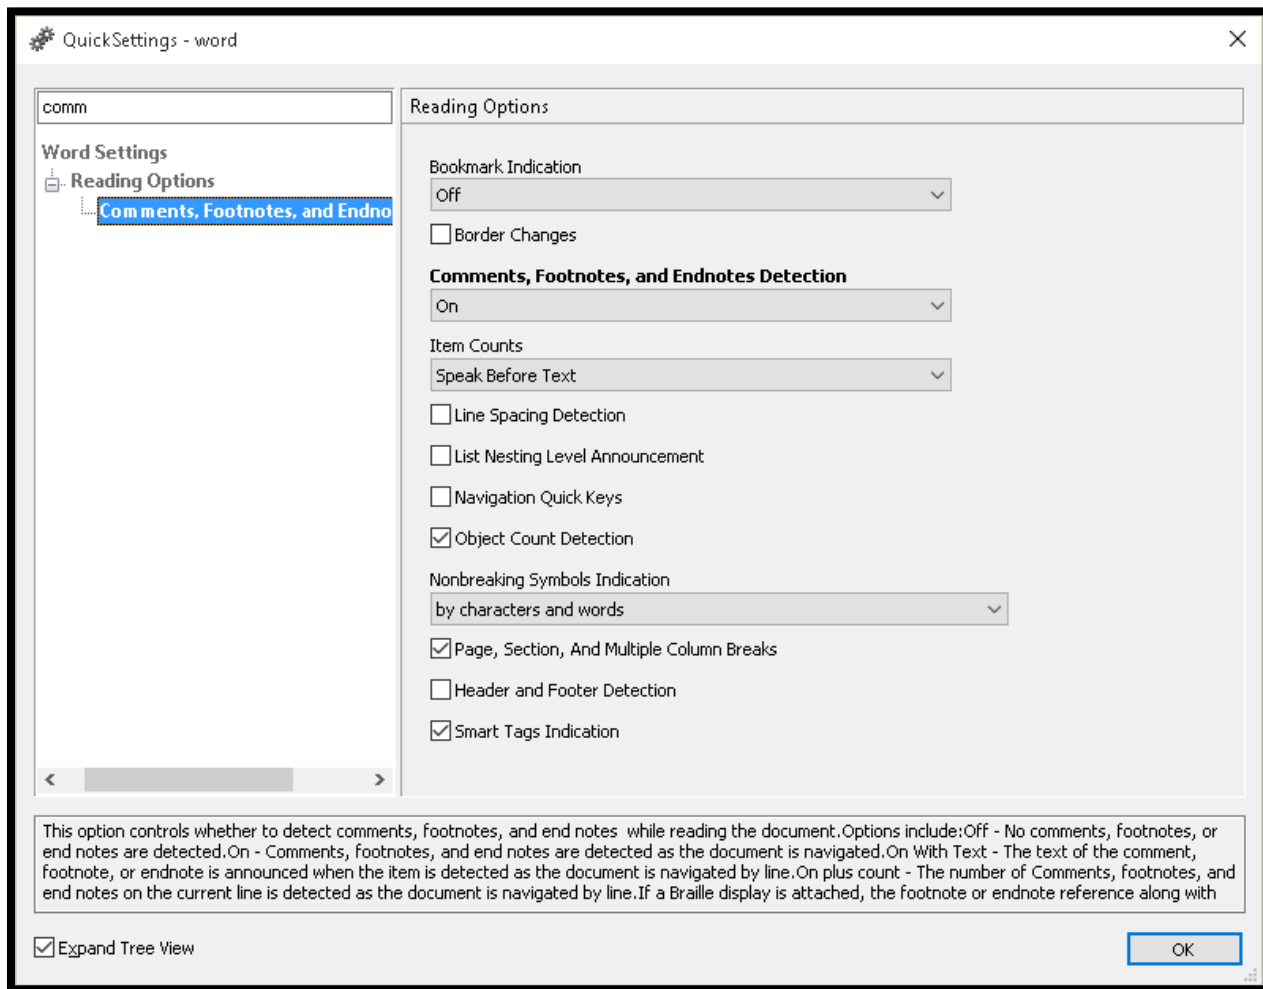 QuickSettings - word
comm
Word Settings
Reading Options
Comments, Footnotes, and Endno
Reading Options
Bookmark Indication
Off
Border Changes
Comments, Footnotes, and Endnotes Detection
On
Item Counts
Speak Before Text
Line Spacing Detection
List Nesting Level Announcement
Navigation Quick Keys
Object Count Detection
Nonbreaking Symbols Indication
by characters and words
Page, Section, And Multiple Column Breaks
Header and Footer Detection
Smart Tags Indication
This option controls whether to detect comments, footnotes, and end notes  while reading the document.Options include:Off - No comments, footnotes, or
end notes are detected.On - Comments, footnotes, and end notes are detected as the document is navigated.On With Text - The text of the comment,
footnote, or endnote is announced when the item is detected as the document is navigated by line.On plus count - The number of Comments, footnotes, and
end notes on the current line is detected as the document is navigated by line.If a Braille display is attached, the footnote or endnote reference along with
Expand Tree View
OK